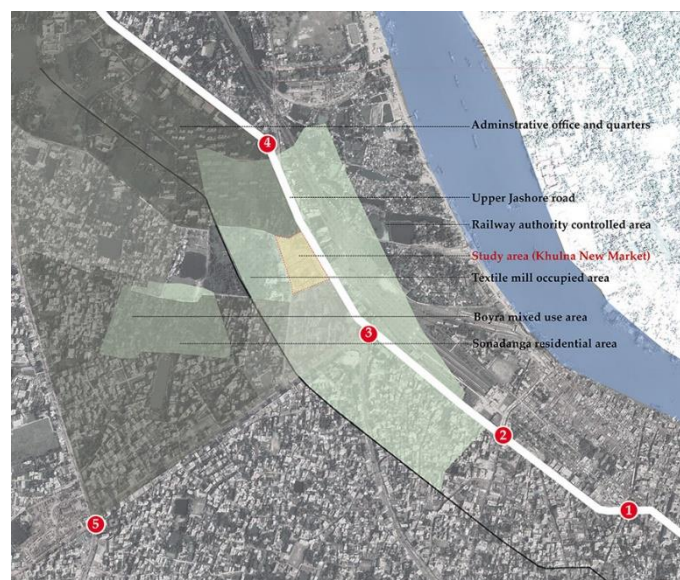 Adminstrative office and quarters
4
Upper Jashore road
Railway authority controlled area
Study area (Khulna New Market)
Textile mill occupied area
Boyra mixed use area
3
Sonadanga residential area
2
1
5